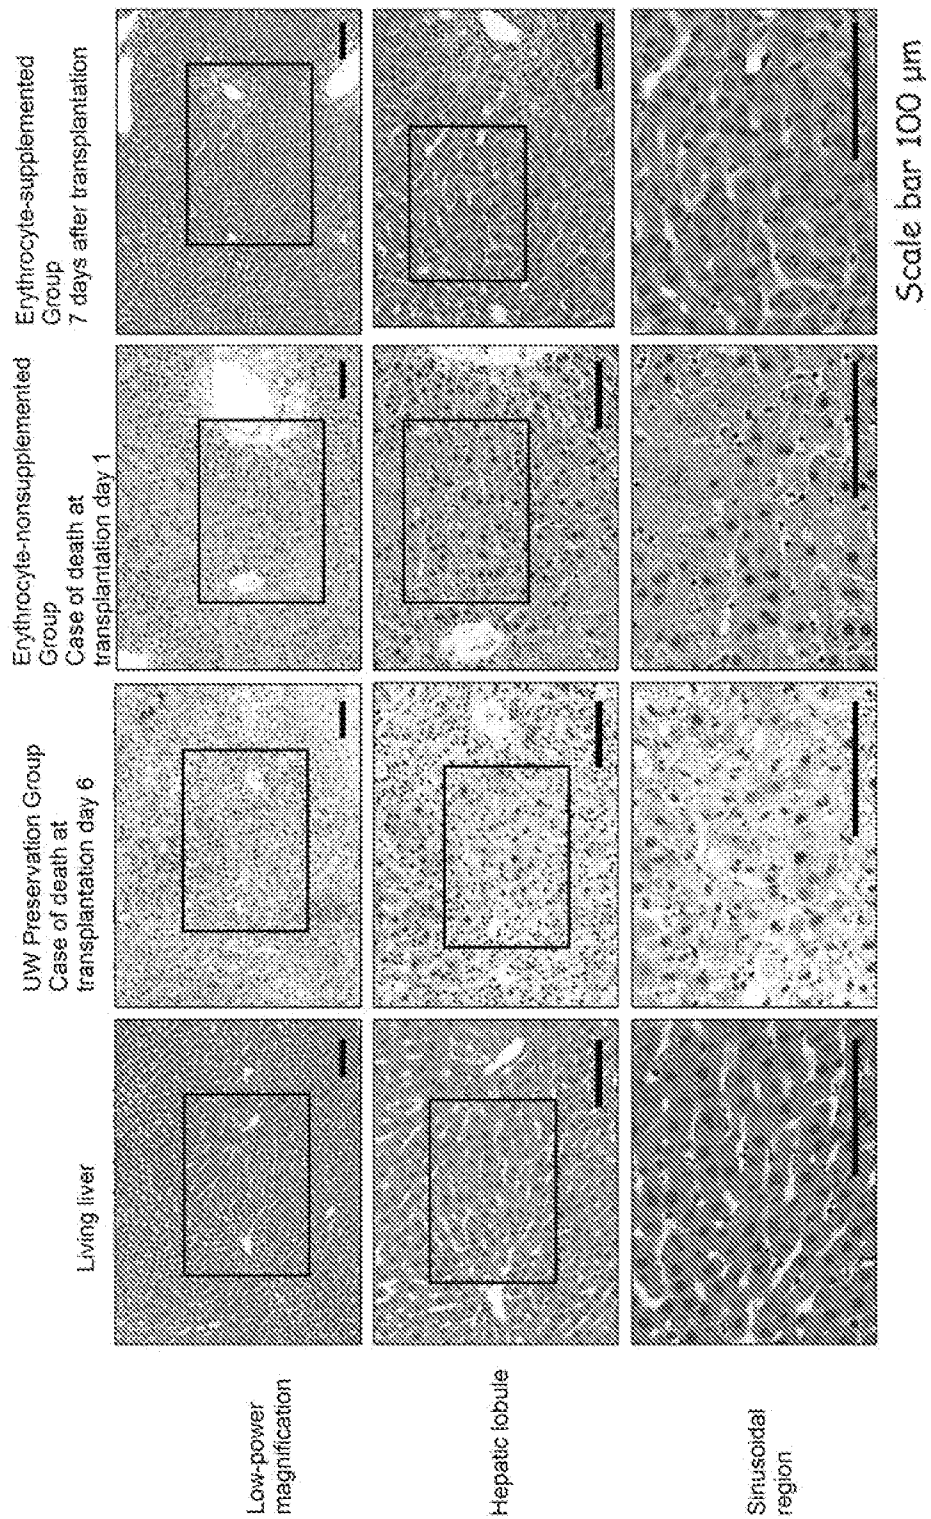 Living liver
UW Preservation Group
Case of death at
transplantation day 6
Erythrocyte-nonsupplemented
Group
Case of death at
transplantation day 1
Erythrocyte-supplemented
Group
7 days after transplantation
Low-power
magnification
Hepatic lobule
Sinusoidal
region
Scale bar 100 μm